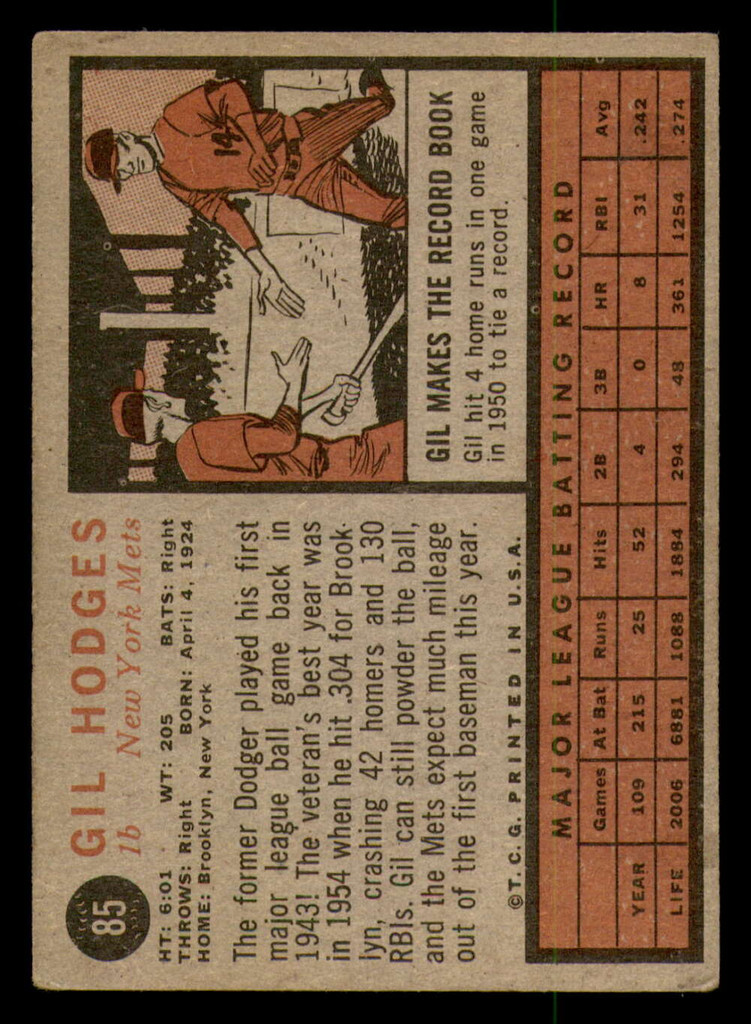 85
GIL HODGES
1b New York Mets
HT: 6:01 WT: 205 BATS: Right
THROWS: Right BORN: April 4, 1924
HOME: Brooklyn, New York
The former Dodger played his first
major league ball game back in
1943! The veteran's best year was
in 1954 when he hit .304 for Brook-
lyn, crashing 42 homers and 130
RBIs. Gil can still powder the ball,
and the Mets expect much mileage
out of the first baseman this year.
©T.C.G. PRINTED IN U.S.A.
14
GIL MAKES THE RECORD BOOK
Gil hit 4 home runs in one game
in 1950 to tie a record.
MAJOR LEAGUE BATTING RECORD
Games At Bat Runs Hits 2B 3B HR RBI Avg
YEAR 109 215 25 52 4 0 8 31 .242
LIFE 2006 6881 1088 1884 294 48 361 1254 .274